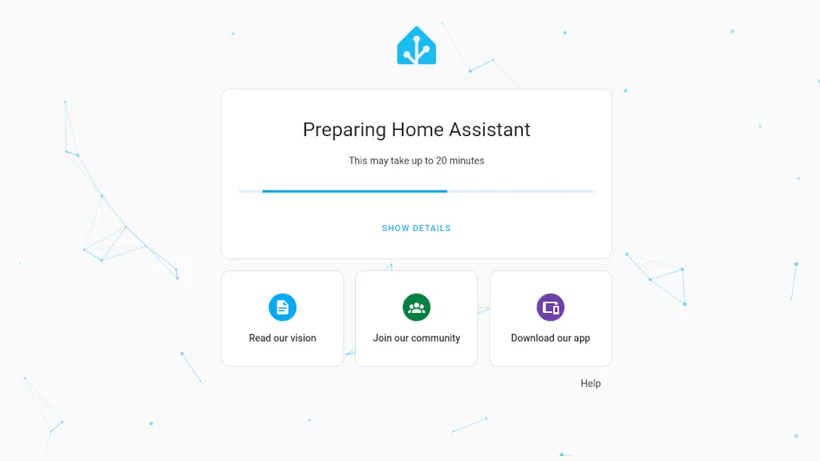 Preparing Home Assistant
This may take up to 20 minutes
SHOW DETAILS
Read our vision
Join our community
Download our app
Help